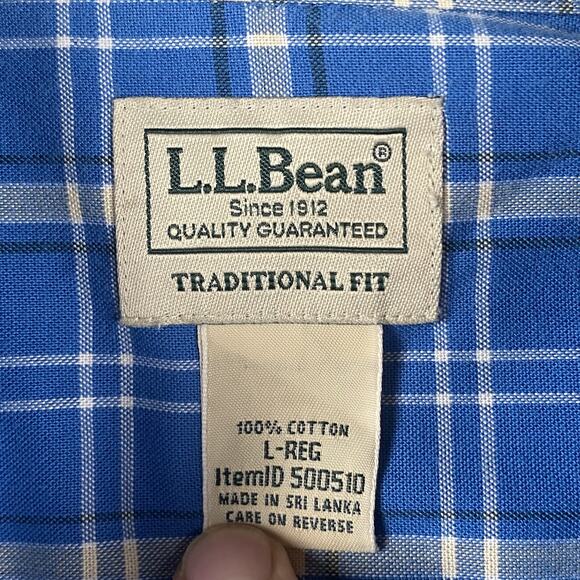 L.L.Bean®
Since 1912
QUALITY GUARANTEED
TRADITIONAL FIT
100% COTTON
L-REG
ItemID 500510
MADE IN SRI LANKA
CARE ON REVERSE